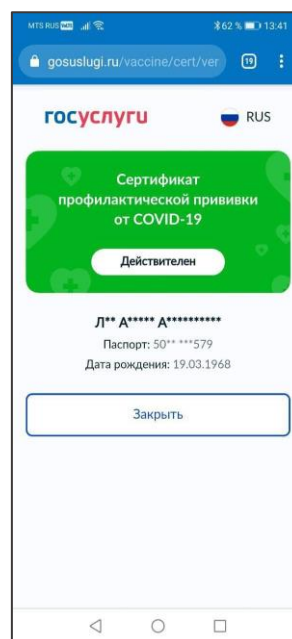 MTS RUS
62 % 13:41
gosuslugi.ru/vaccine/cert/ver 19
госуслуги RUS
Сертификат
профилактической прививки
от COVID-19
Действителен
Л** А***** А**********
Паспорт: 50** ***579
Дата рождения: 19.03.1968
Закрыть